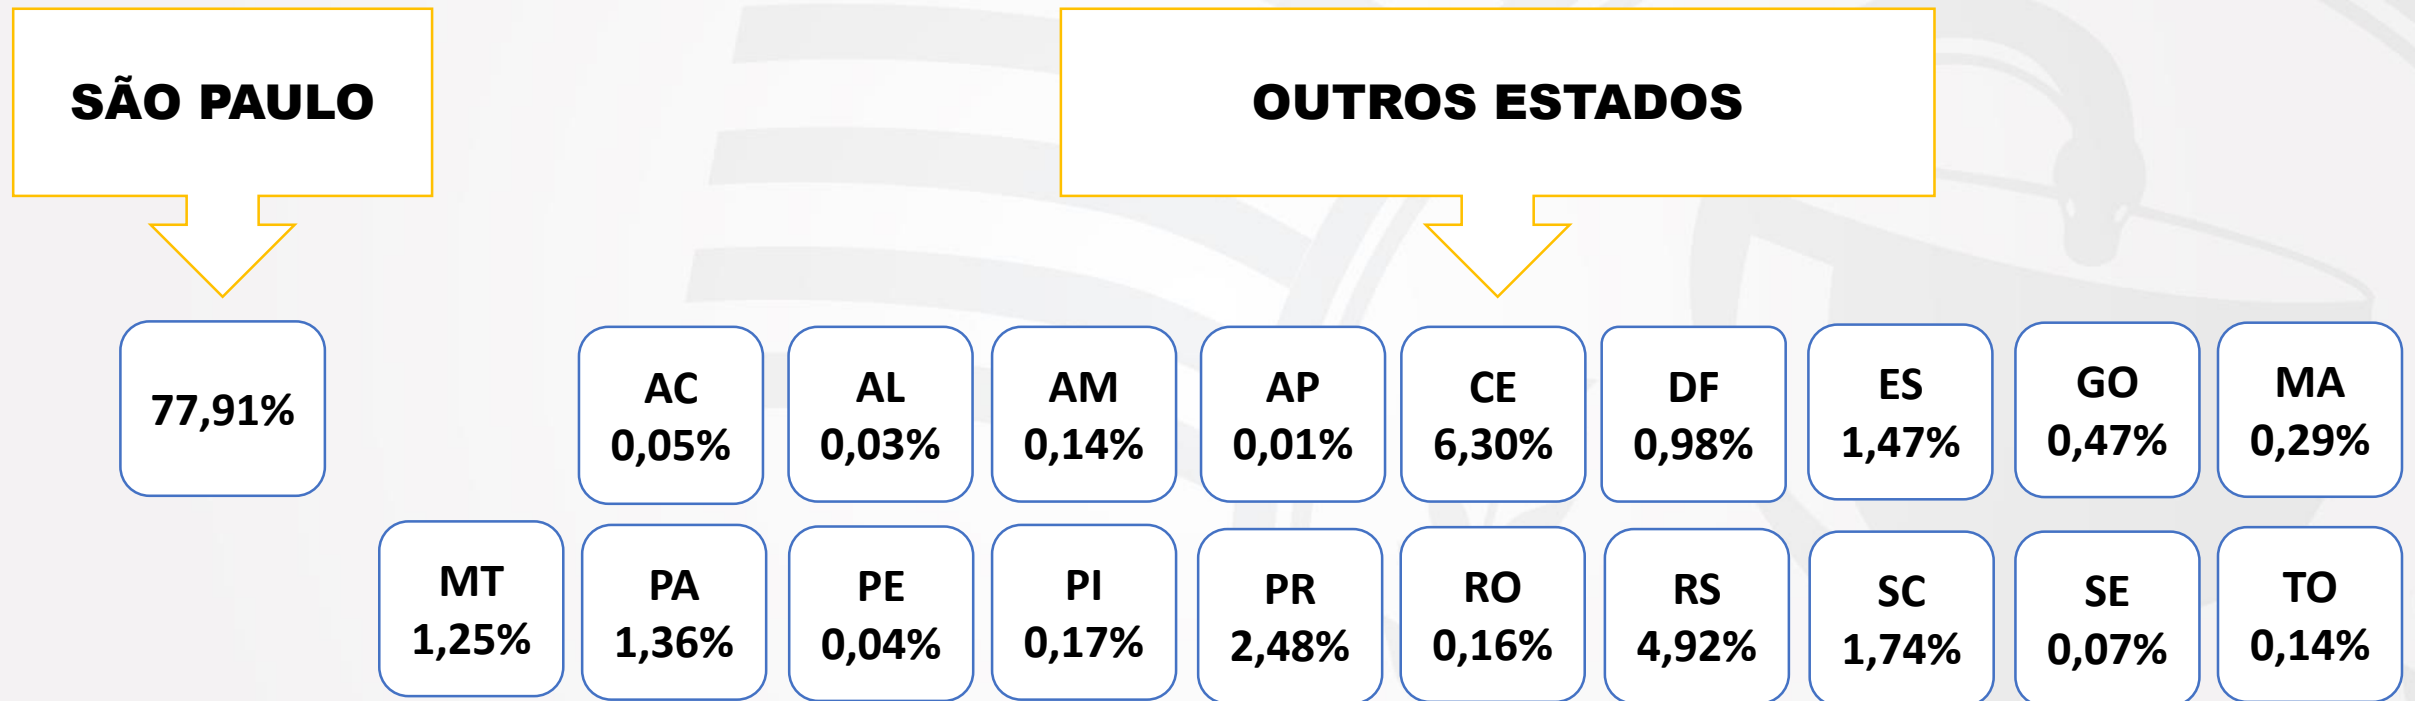 SÃO PAULO
OUTROS ESTADOS
77,91%
AC
0,05%
AL
0,03%
AM
0,14%
AP
0,01%
CE
6,30%
DF
0,98%
ES
1,47%
GO
0,47%
MA
0,29%
MT
1,25%
PA
1,36%
PE
0,04%
PI
0,17%
PR
2,48%
RO
0,16%
RS
4,92%
SC
1,74%
SE
0,07%
TO
0,14%